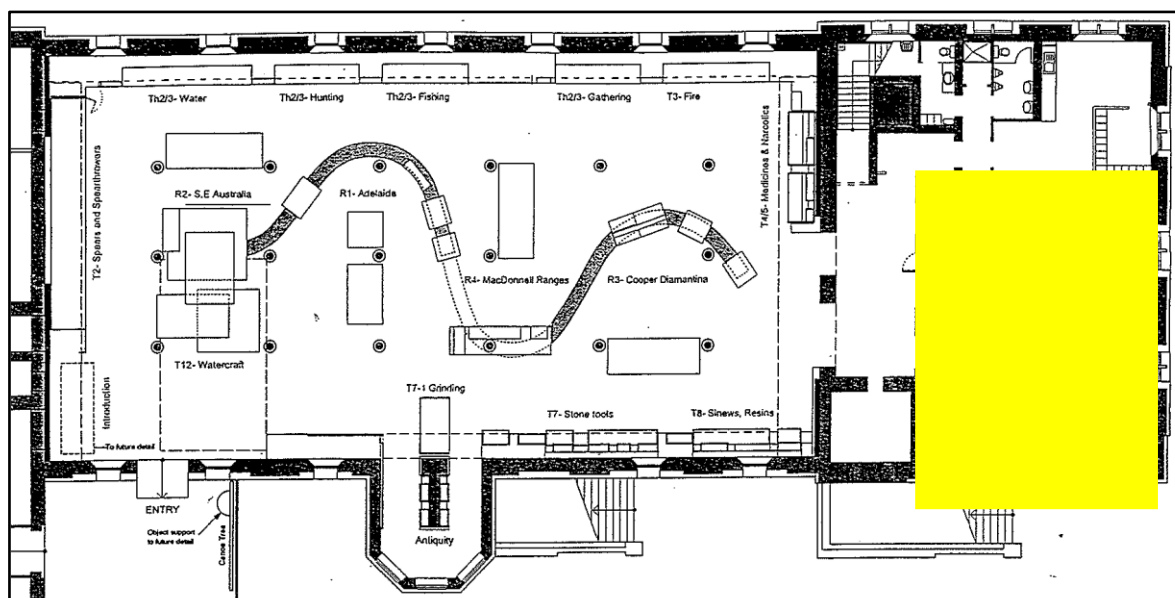 Th2/3- Water
Th2/3- Hunting
Th2/3- Fishing
Th2/3- Gathering
T3- Fire
T2- Spears and Spearthrowers
T4/5- Medicines & Narcotics
R2- S.E Australia
R1- Adelaide
R4- MacDonnell Ranges
R3- Cooper Diamantina
T12- Watercraft
Introduction
To future detail
T7-1 Grinding
T7- Stone tools
T8- Sinews, Resins
ENTRY
Object support
to future detail
Canoe Tree
Antiquity